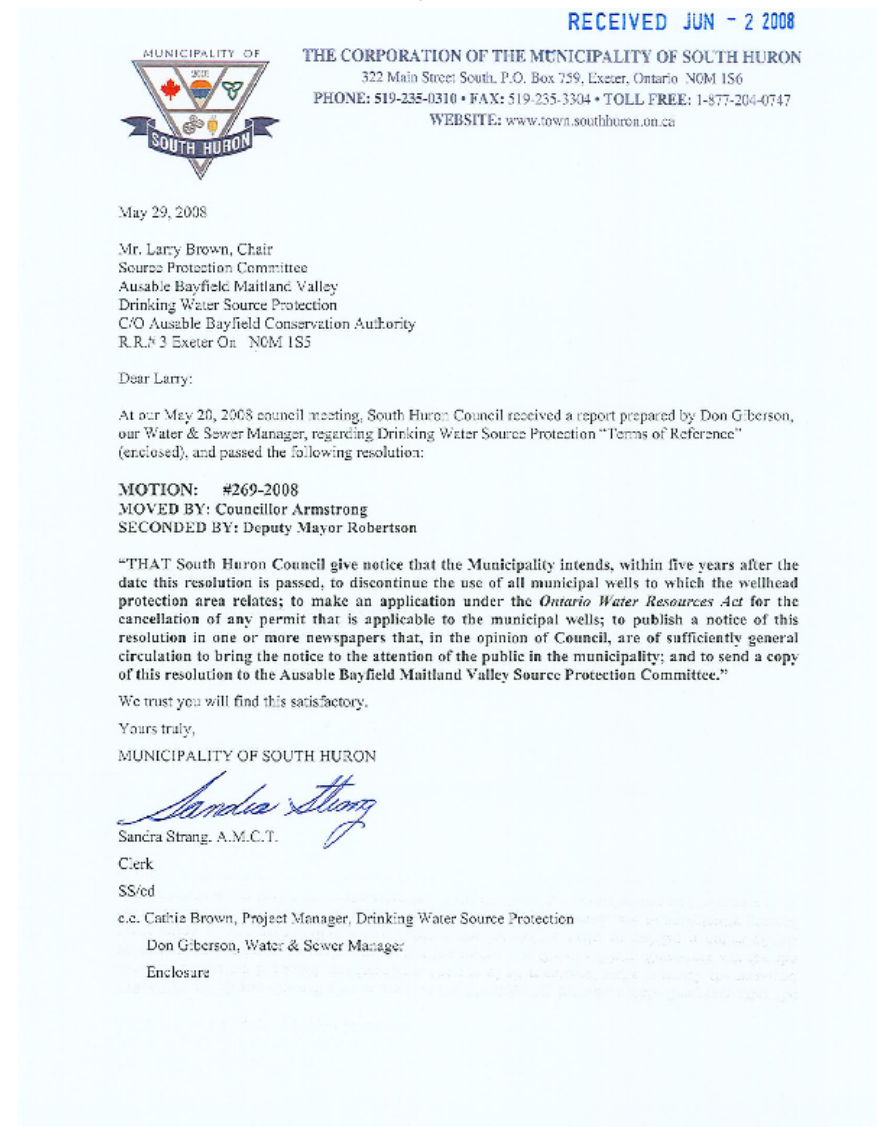 RECEIVED JUN - 2 2008
MUNICIPALITY OF
2001
SOUTH HURON
THE CORPORATION OF THE MUNICIPALITY OF SOUTH HURON
322 Main Street South, P.O. Box 759, Exeter, Ontario N0M 1S6
PHONE: 519-235-0310 • FAX: 519-235-3304 • TOLL FREE: 1-877-204-0747
WEBSITE: www.town.southhuron.on.ca
May 29, 2008
Mr. Larry Brown, Chair
Source Protection Committee
Ausable Bayfield Maitland Valley
Drinking Water Source Protection
C/O Ausable Bayfield Conservation Authority
R.R.# 3 Exeter On N0M 1S5
Dear Larry:
At our May 20, 2008 council meeting, South Huron Council received a report prepared by Don Giberson,
our Water & Sewer Manager, regarding Drinking Water Source Protection “Terms of Reference”
(enclosed), and passed the following resolution:
MOTION: #269-2008
MOVED BY: Councillor Armstrong
SECONDED BY: Deputy Mayor Robertson
“THAT South Huron Council give notice that the Municipality intends, within five years after the
date this resolution is passed, to discontinue the use of all municipal wells to which the wellhead
protection area relates; to make an application under the Ontario Water Resources Act for the
cancellation of any permit that is applicable to the municipal wells; to publish a notice of this
resolution in one or more newspapers that, in the opinion of Council, are of sufficiently general
circulation to bring the notice to the attention of the public in the municipality; and to send a copy
of this resolution to the Ausable Bayfield Maitland Valley Source Protection Committee.”
We trust you will find this satisfactory.
Yours truly,
MUNICIPALITY OF SOUTH HURON
Sandra Strang
Sandra Strang, A.M.C.T.
Clerk
SS/cd
c.c. Cathie Brown, Project Manager, Drinking Water Source Protection
Don Giberson, Water & Sewer Manager
Enclosure